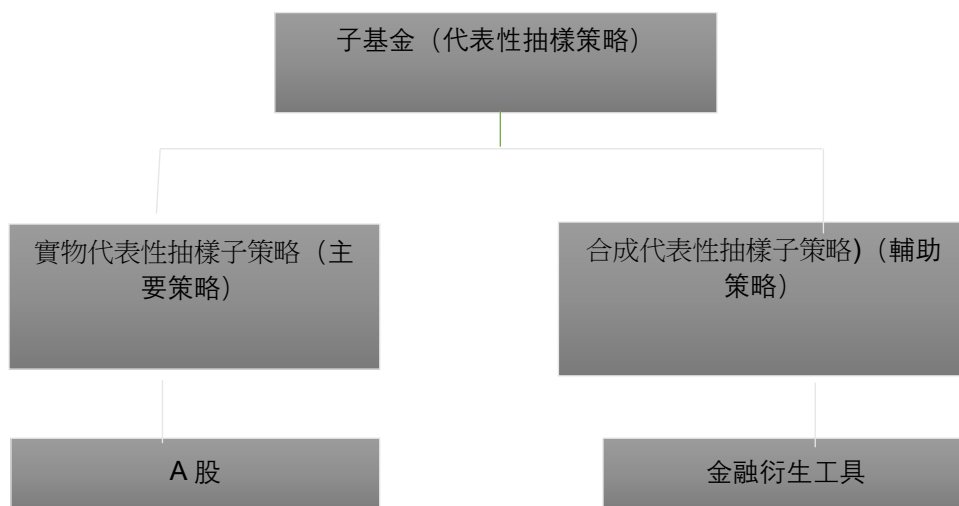 子基金（代表性抽樣策略）
實物代表性抽樣子策略（主
要策略）
合成代表性抽樣子策略)（輔助
策略）
A 股
金融衍生工具